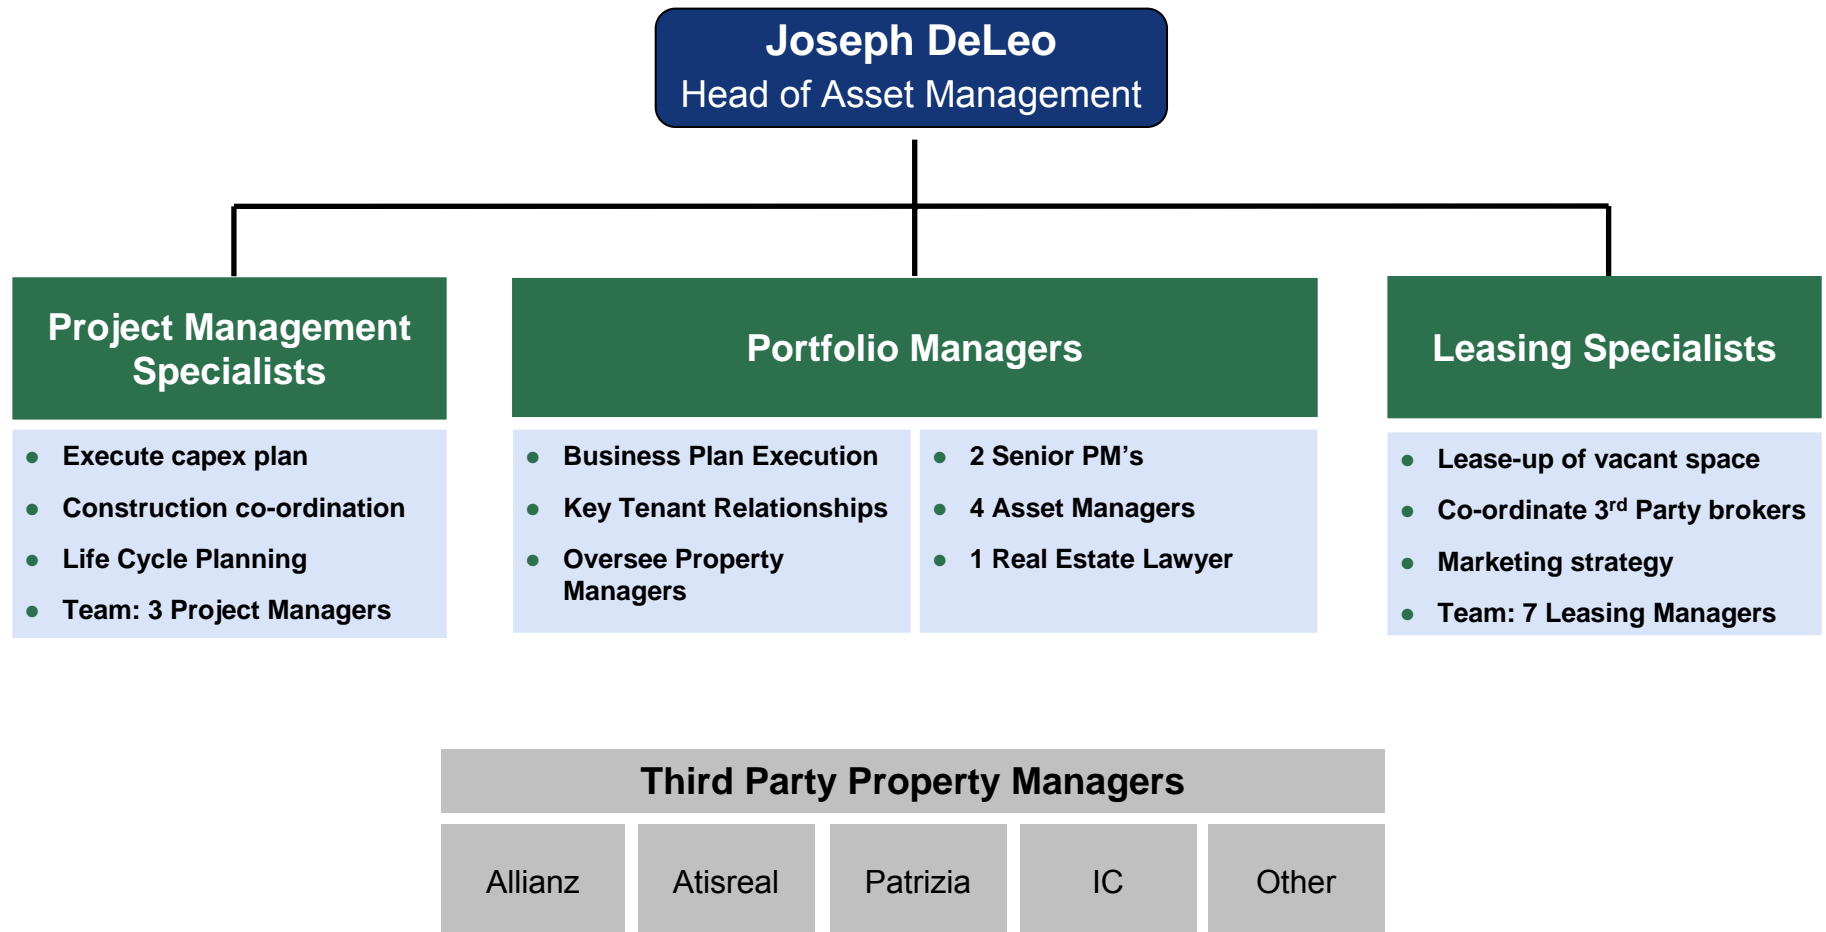 Joseph DeLeo
Head of Asset Management
Project Management
Specialists
● Execute capex plan
● Construction co-ordination
● Life Cycle Planning
● Team: 3 Project Managers
Portfolio Managers
● Business Plan Execution
● Key Tenant Relationships
● Oversee Property
Managers
● 2 Senior PM’s
● 4 Asset Managers
● 1 Real Estate Lawyer
Leasing Specialists
● Lease-up of vacant space
● Co-ordinate 3rd Party brokers
● Marketing strategy
● Team: 7 Leasing Managers
Third Party Property Managers
Allianz
Atisreal
Patrizia
IC
Other